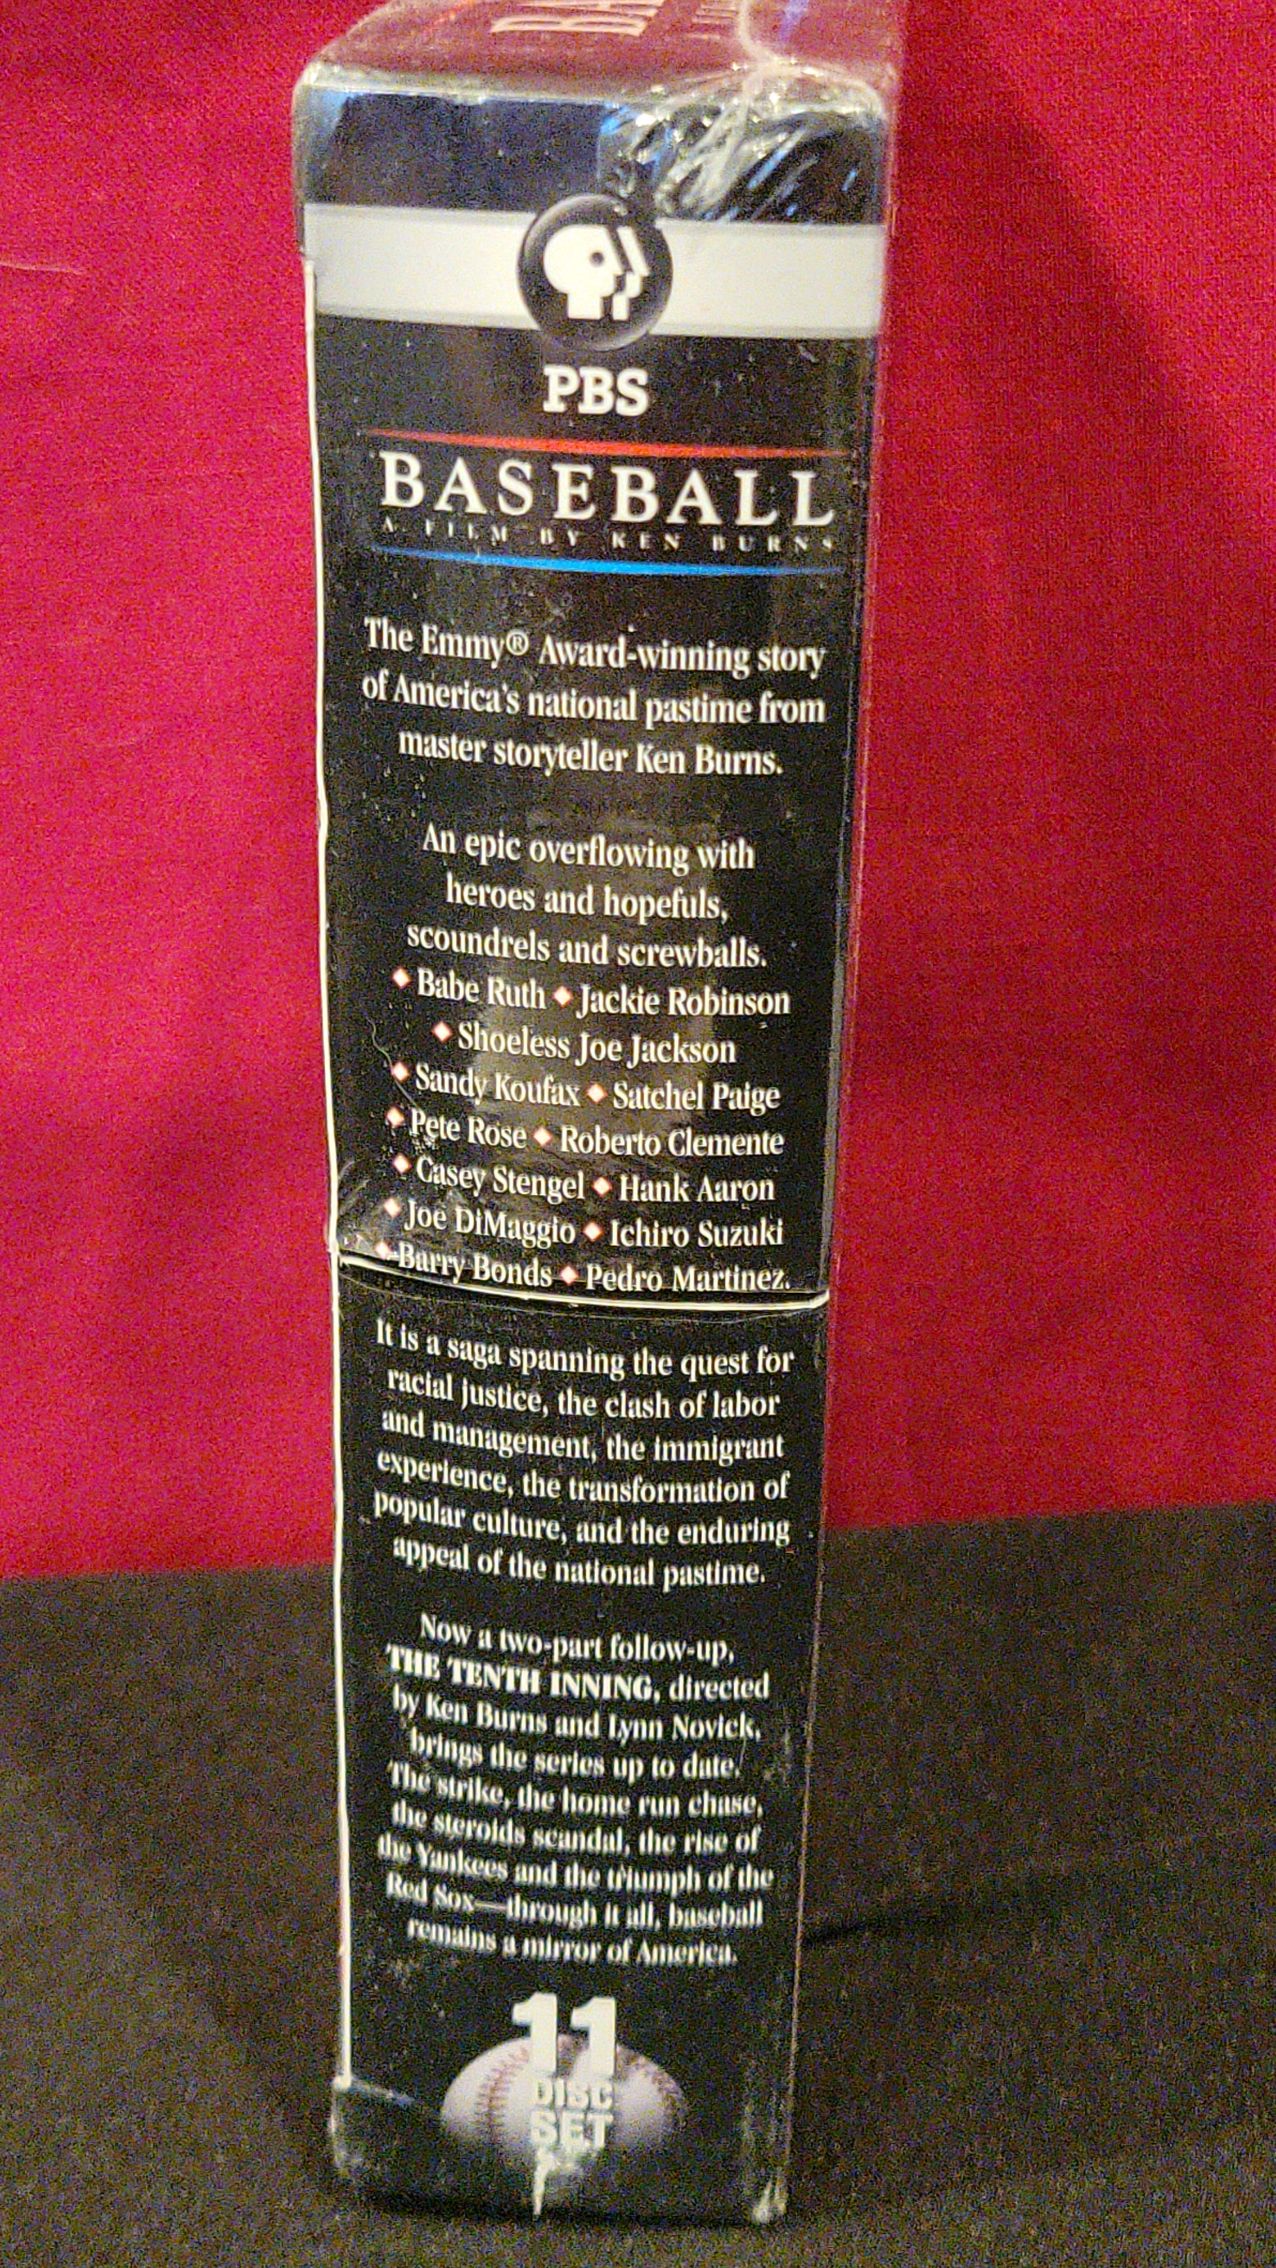 PBS
BASEBALL
A FILM BY KEN BURNS
The Emmy® Award-winning story
of America's national pastime from
master storyteller Ken Burns.
An epic overflowing with
heroes and hopefuls,
scoundrels and screwballs.
◆ Babe Ruth ◆ Jackie Robinson
◆ Shoeless Joe Jackson
◆ Sandy Koufax ◆ Satchel Paige
◆ Pete Rose ◆ Roberto Clemente
◆ Casey Stengel ◆ Hank Aaron
◆ Joe DiMaggio ◆ Ichiro Suzuki
◆ Barry Bonds ◆ Pedro Martinez.
It is a saga spanning the quest for
racial justice, the clash of labor
and management, the immigrant
experience, the transformation of
popular culture, and the enduring
appeal of the national pastime.
Now a two-part follow-up,
THE TENTH INNING, directed
by Ken Burns and Lynn Novick,
brings the series up to date.
The strike, the home run chase,
the steroids scandal, the rise of
the Yankees and the triumph of the
Red Sox—through it all, baseball
remains a mirror of America.
11
DISC
SET